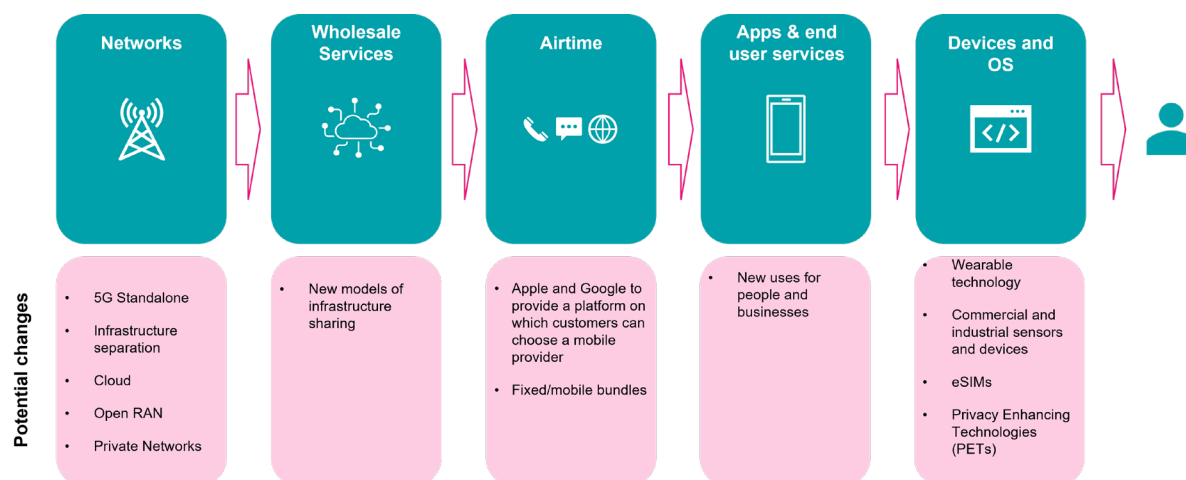 Networks
Wholesale
Services
Airtime
Apps & end
user services
Devices and
OS
</>
Potential changes
• 5G Standalone
• Infrastructure
separation
• Cloud
• Open RAN
• Private Networks
• New models of
infrastructure
sharing
• Apple and Google to
provide a platform on
which customers can
choose a mobile
provider
• Fixed/mobile bundles
• New uses for
people and
businesses
• Wearable
technology
• Commercial and
industrial sensors
and devices
• eSIMs
• Privacy Enhancing
Technologies
(PETs)